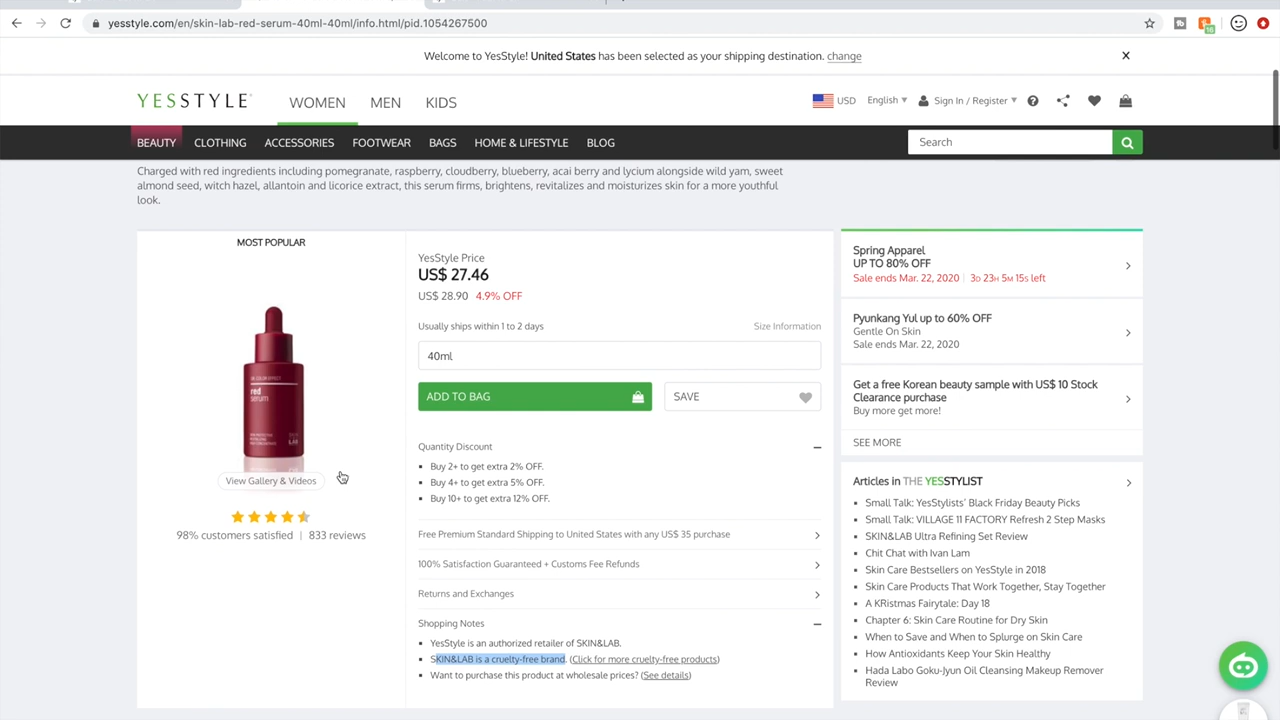 yesstyle.com/en/skin-lab-red-serum-40ml-40ml/info.html/pid.1054267500
Welcome to YesStyle! United States has been selected as your shipping destination. change
YESSTYLE
WOMEN MEN KIDS
USD English Sign In / Register
BEAUTY CLOTHING ACCESSORIES FOOTWEAR BAGS HOME & LIFESTYLE BLOG
Search
Charged with red ingredients including pomegranate, raspberry, cloudberry, blueberry, acai berry and lycium alongside wild yam, sweet
almond seed, witch hazel, allantoin and licorice extract, this serum firms, brightens, revitalizes and moisturizes skin for a more youthful
look.
MOST POPULAR
red
serum
LAB
View Gallery & Videos
98% customers satisfied | 833 reviews
YesStyle Price
US$ 27.46
US$ 28.90 4.9% OFF
Usually ships within 1 to 2 days Size Information
40ml
ADD TO BAG
SAVE
Quantity Discount
Buy 2+ to get extra 2% OFF.
Buy 4+ to get extra 5% OFF.
Buy 10+ to get extra 12% OFF.
Free Premium Standard Shipping to United States with any US$ 35 purchase
100% Satisfaction Guaranteed + Customs Fee Refunds
Returns and Exchanges
Shopping Notes
YesStyle is an authorized retailer of SKIN&LAB.
SKIN&LAB is a cruelty-free brand. (Click for more cruelty-free products)
Want to purchase this product at wholesale prices? (See details)
Spring Apparel
UP TO 80% OFF
Sale ends Mar. 22, 2020 | 3D 23H 5M 15S left
Pyunkang Yul up to 60% OFF
Gentle On Skin
Sale ends Mar. 22, 2020
Get a free Korean beauty sample with US$ 10 Stock
Clearance purchase
Buy more get more!
SEE MORE
Articles in THE YESSTYLIST
Small Talk: YesStylists' Black Friday Beauty Picks
Small Talk: VILLAGE 11 FACTORY Refresh 2 Step Masks
SKIN&LAB Ultra Refining Set Review
Chit Chat with Ivan Lam
Skin Care Bestsellers on YesStyle in 2018
Skin Care Products That Work Together, Stay Together
A KRistmas Fairytale: Day 18
Chapter 6: Skin Care Routine for Dry Skin
When to Save and When to Splurge on Skin Care
How Antioxidants Keep Your Skin Healthy
Hada Labo Goku-Jyun Oil Cleansing Makeup Remover
Review